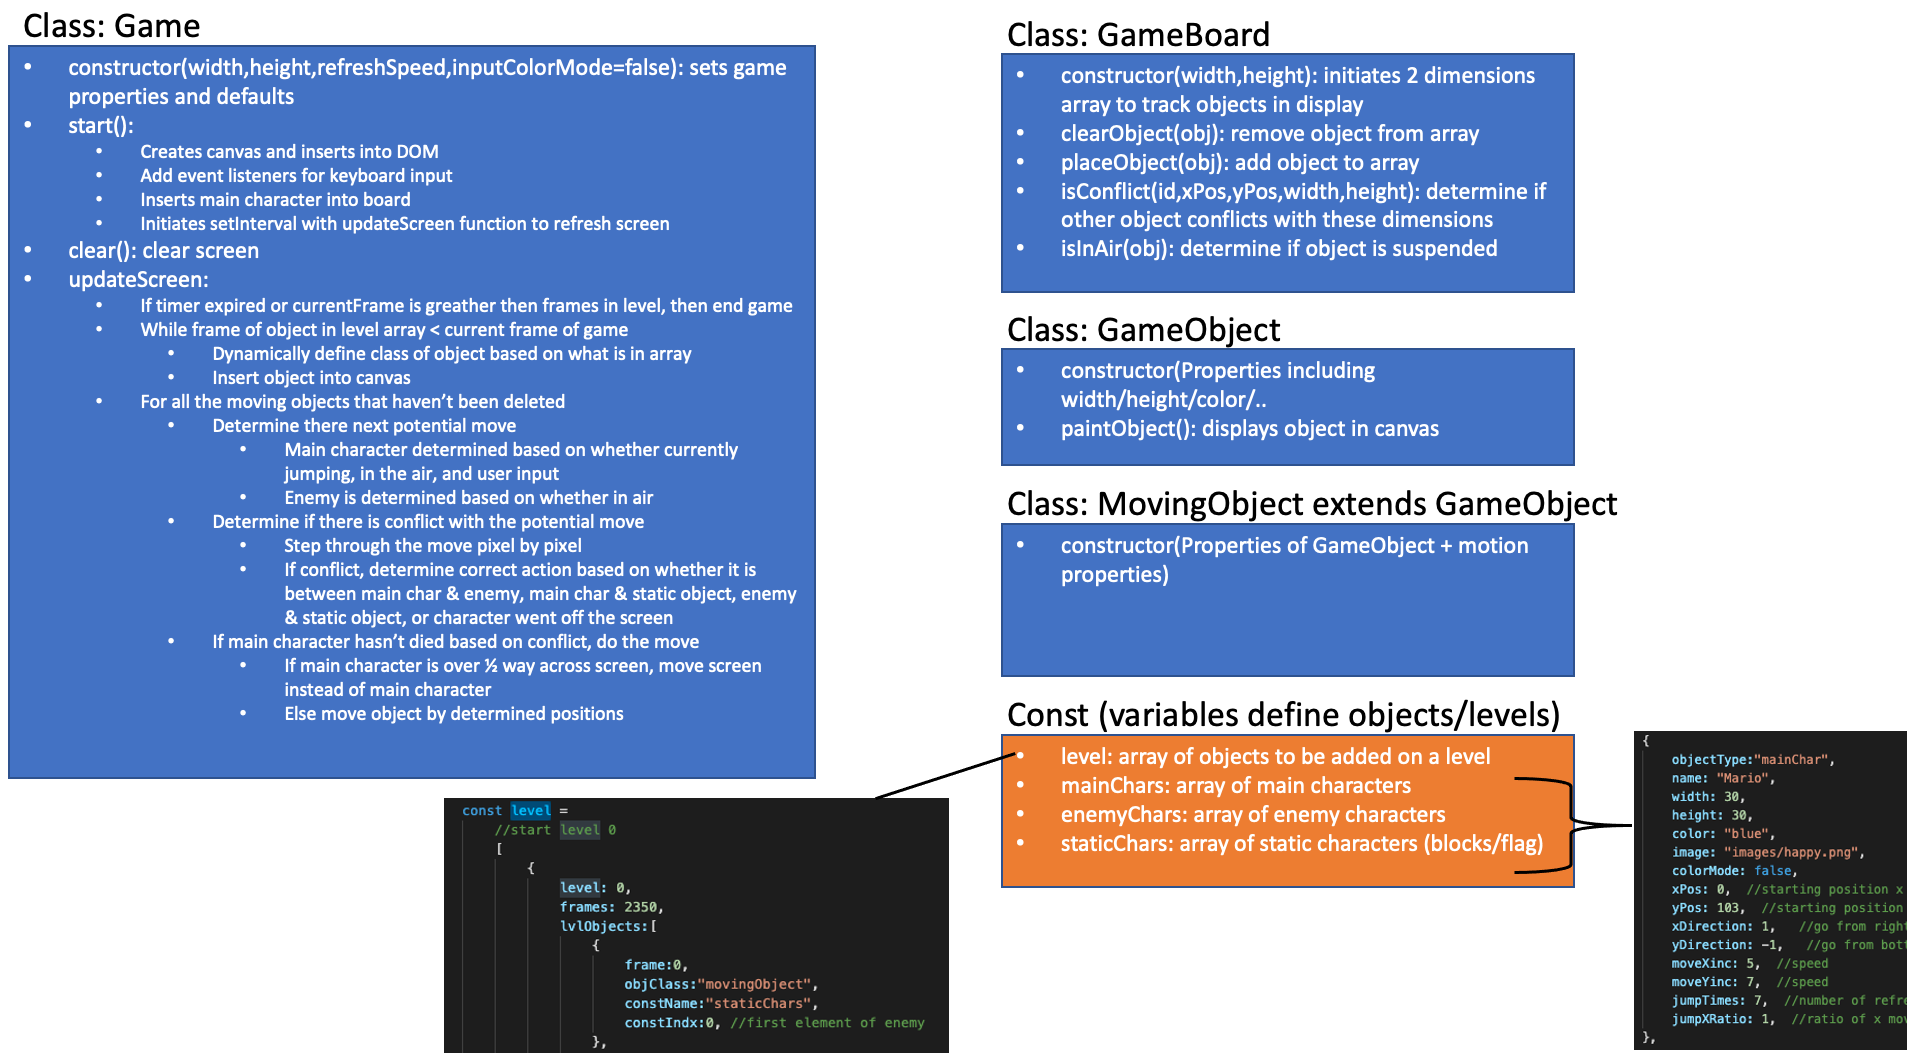 Class: Game
• constructor(width,height,refreshSpeed,inputColorMode=false): sets game
properties and defaults
• start():
• Creates canvas and inserts into DOM
• Add event listeners for keyboard input
• Inserts main character into board
• Initiates setInterval with updateScreen function to refresh screen
• clear(): clear screen
• updateScreen:
• If timer expired or currentFrame is greather then frames in level, then end game
• While frame of object in level array < current frame of game
• Dynamically define class of object based on what is in array
• Insert object into canvas
• For all the moving objects that haven’t been deleted
• Determine there next potential move
• Main character determined based on whether currently
jumping, in the air, and user input
• Enemy is determined based on whether in air
• Determine if there is conflict with the potential move
• Step through the move pixel by pixel
• If conflict, determine correct action based on whether it is
between main char & enemy, main char & static object, enemy
& static object, or character went off the screen
• If main character hasn’t died based on conflict, do the move
• If main character is over ½ way across screen, move screen
instead of main character
• Else move object by determined positions
Class: GameBoard
• constructor(width,height): initiates 2 dimensions
array to track objects in display
• clearObject(obj): remove object from array
• placeObject(obj): add object to array
• isConflict(id,xPos,yPos,width,height): determine if
other object conflicts with these dimensions
• isInAir(obj): determine if object is suspended
Class: GameObject
• constructor(Properties including
width/height/color/..
• paintObject(): displays object in canvas
Class: MovingObject extends GameObject
• constructor(Properties of GameObject + motion
properties)
Const (variables define objects/levels)
• level: array of objects to be added on a level
• mainChars: array of main characters
• enemyChars: array of enemy characters
• staticChars: array of static characters (blocks/flag)
const level =
//start level 0
[
{
level: 0,
frames: 2350,
lvlObjects:[
{
frame:0,
objClass:"movingObject",
constName:"staticChars",
constIndx:0, //first element of enemy
},
{
objectType:"mainChar",
name: "Mario",
width: 30,
height: 30,
color: "blue",
image: "images/happy.png",
colorMode: false,
xPos: 0, //starting position x
yPos: 103, //starting position
xDirection: 1, //go from righ
yDirection: -1, //go from bot
moveXinc: 5, //speed
moveYinc: 7, //speed
jumpTimes: 7, //number of refre
jumpXRatio: 1, //ratio of x mov
},